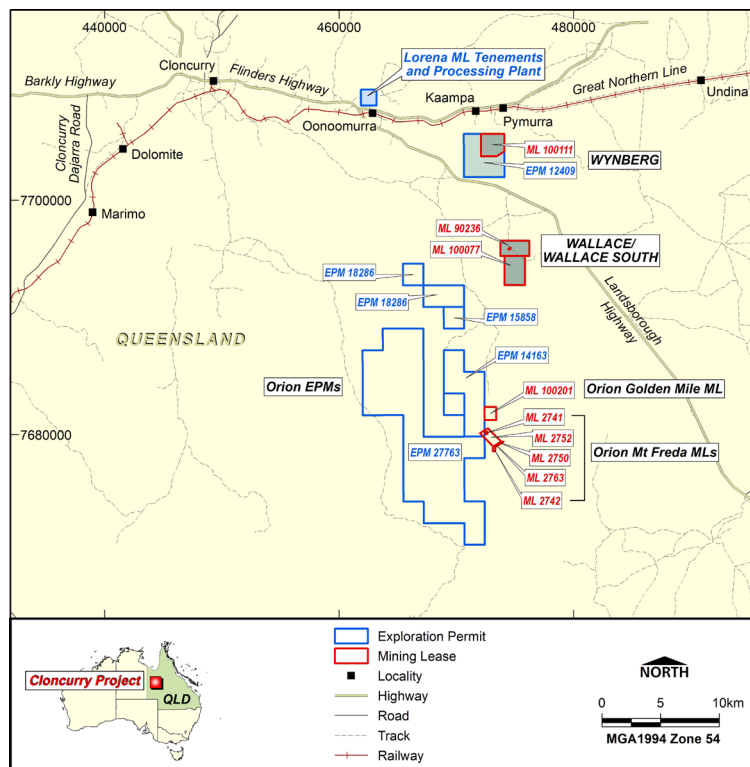 440000
460000
480000
Cloncurry
Lorena ML Tenements
and Processing Plant
Barkly Highway
Flinders Highway
Great Northern Line
Undina
Kaampa
Pymurra
Oonoomurra
Cloncurry
Dajarra Road
Dolomite
ML 100111
WYNBERG
EPM 12409
7700000
Marimo
ML 90236
ML 100077
WALLACE/
WALLACE SOUTH
EPM 18286
EPM 18286
EPM 15858
Landsborough
Highway
QUEENSLAND
EPM 14163
Orion EPMs
ML 100201
Orion Golden Mile ML
ML 2741
7680000
ML 2752
EPM 27763
ML 2750
Orion Mt Freda MLs
ML 2763
ML 2742
Exploration Permit
Mining Lease
Locality
Highway
Road
Track
Railway
Cloncurry Project
QLD
NORTH
0 5 10km
MGA1994 Zone 54